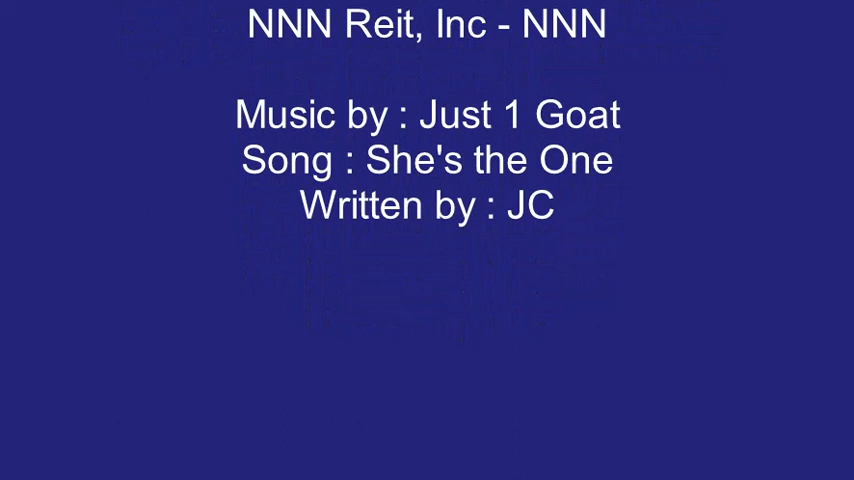 NNN Reit, Inc - NNN
Music by : Just 1 Goat
Song : She's the One
Written by : JC